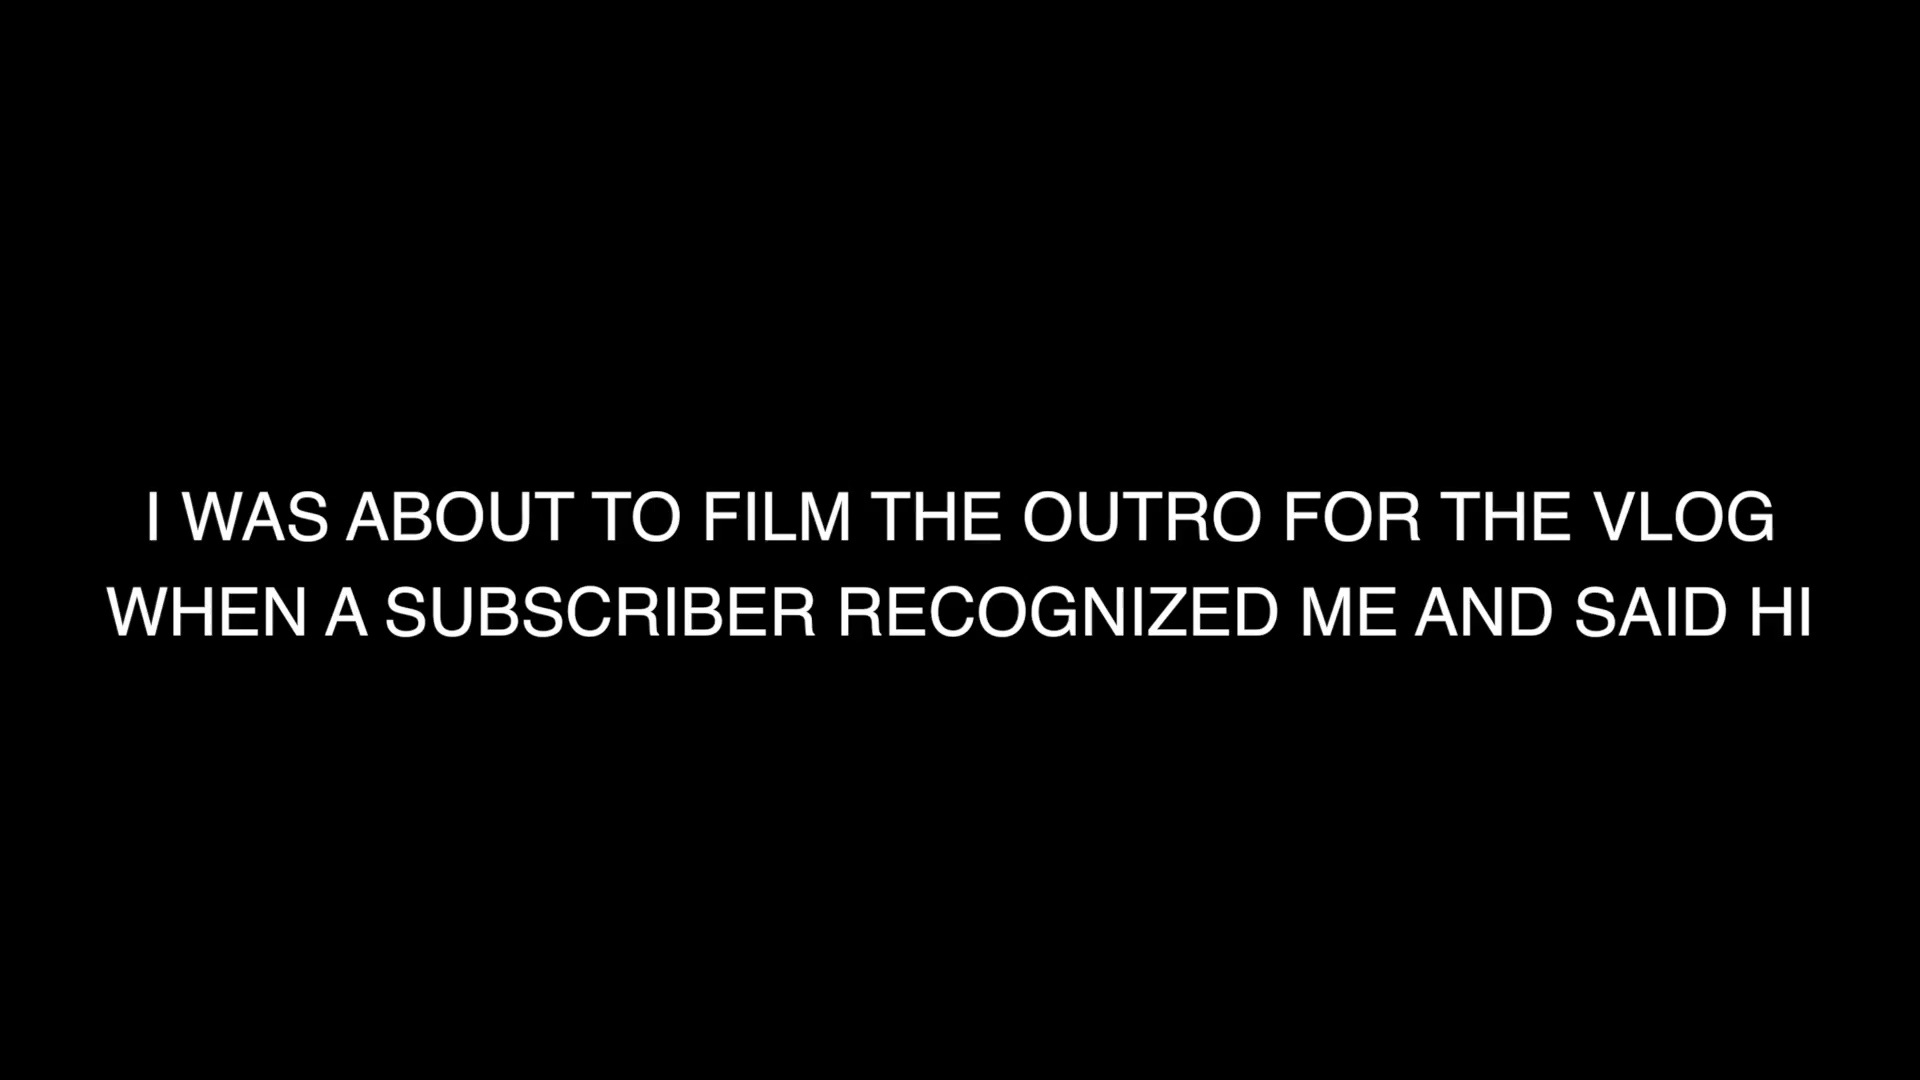 I WAS ABOUT TO FILM THE OUTRO FOR THE VLOG
WHEN A SUBSCRIBER RECOGNIZED ME AND SAID HI